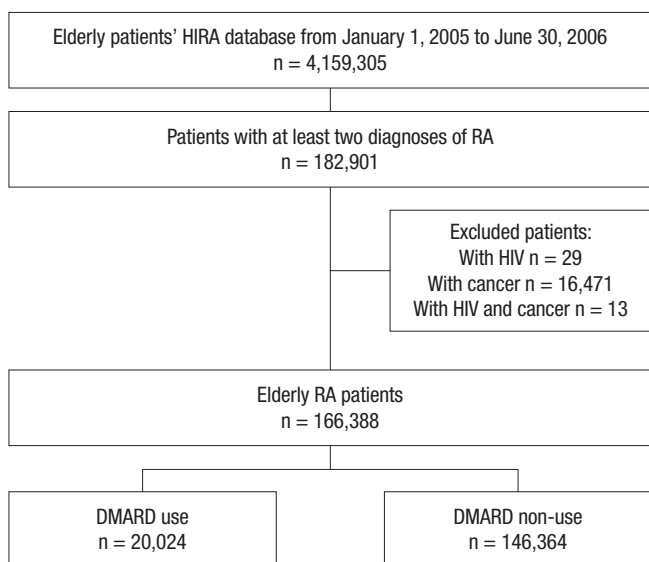 Elderly patients' HIRA database from January 1, 2005 to June 30, 2006
n = 4,159,305
Patients with at least two diagnoses of RA
n = 182,901
Excluded patients:
With HIV n = 29
With cancer n = 16,471
With HIV and cancer n = 13
Elderly RA patients
n = 166,388
DMARD use
n = 20,024
DMARD non-use
n = 146,364